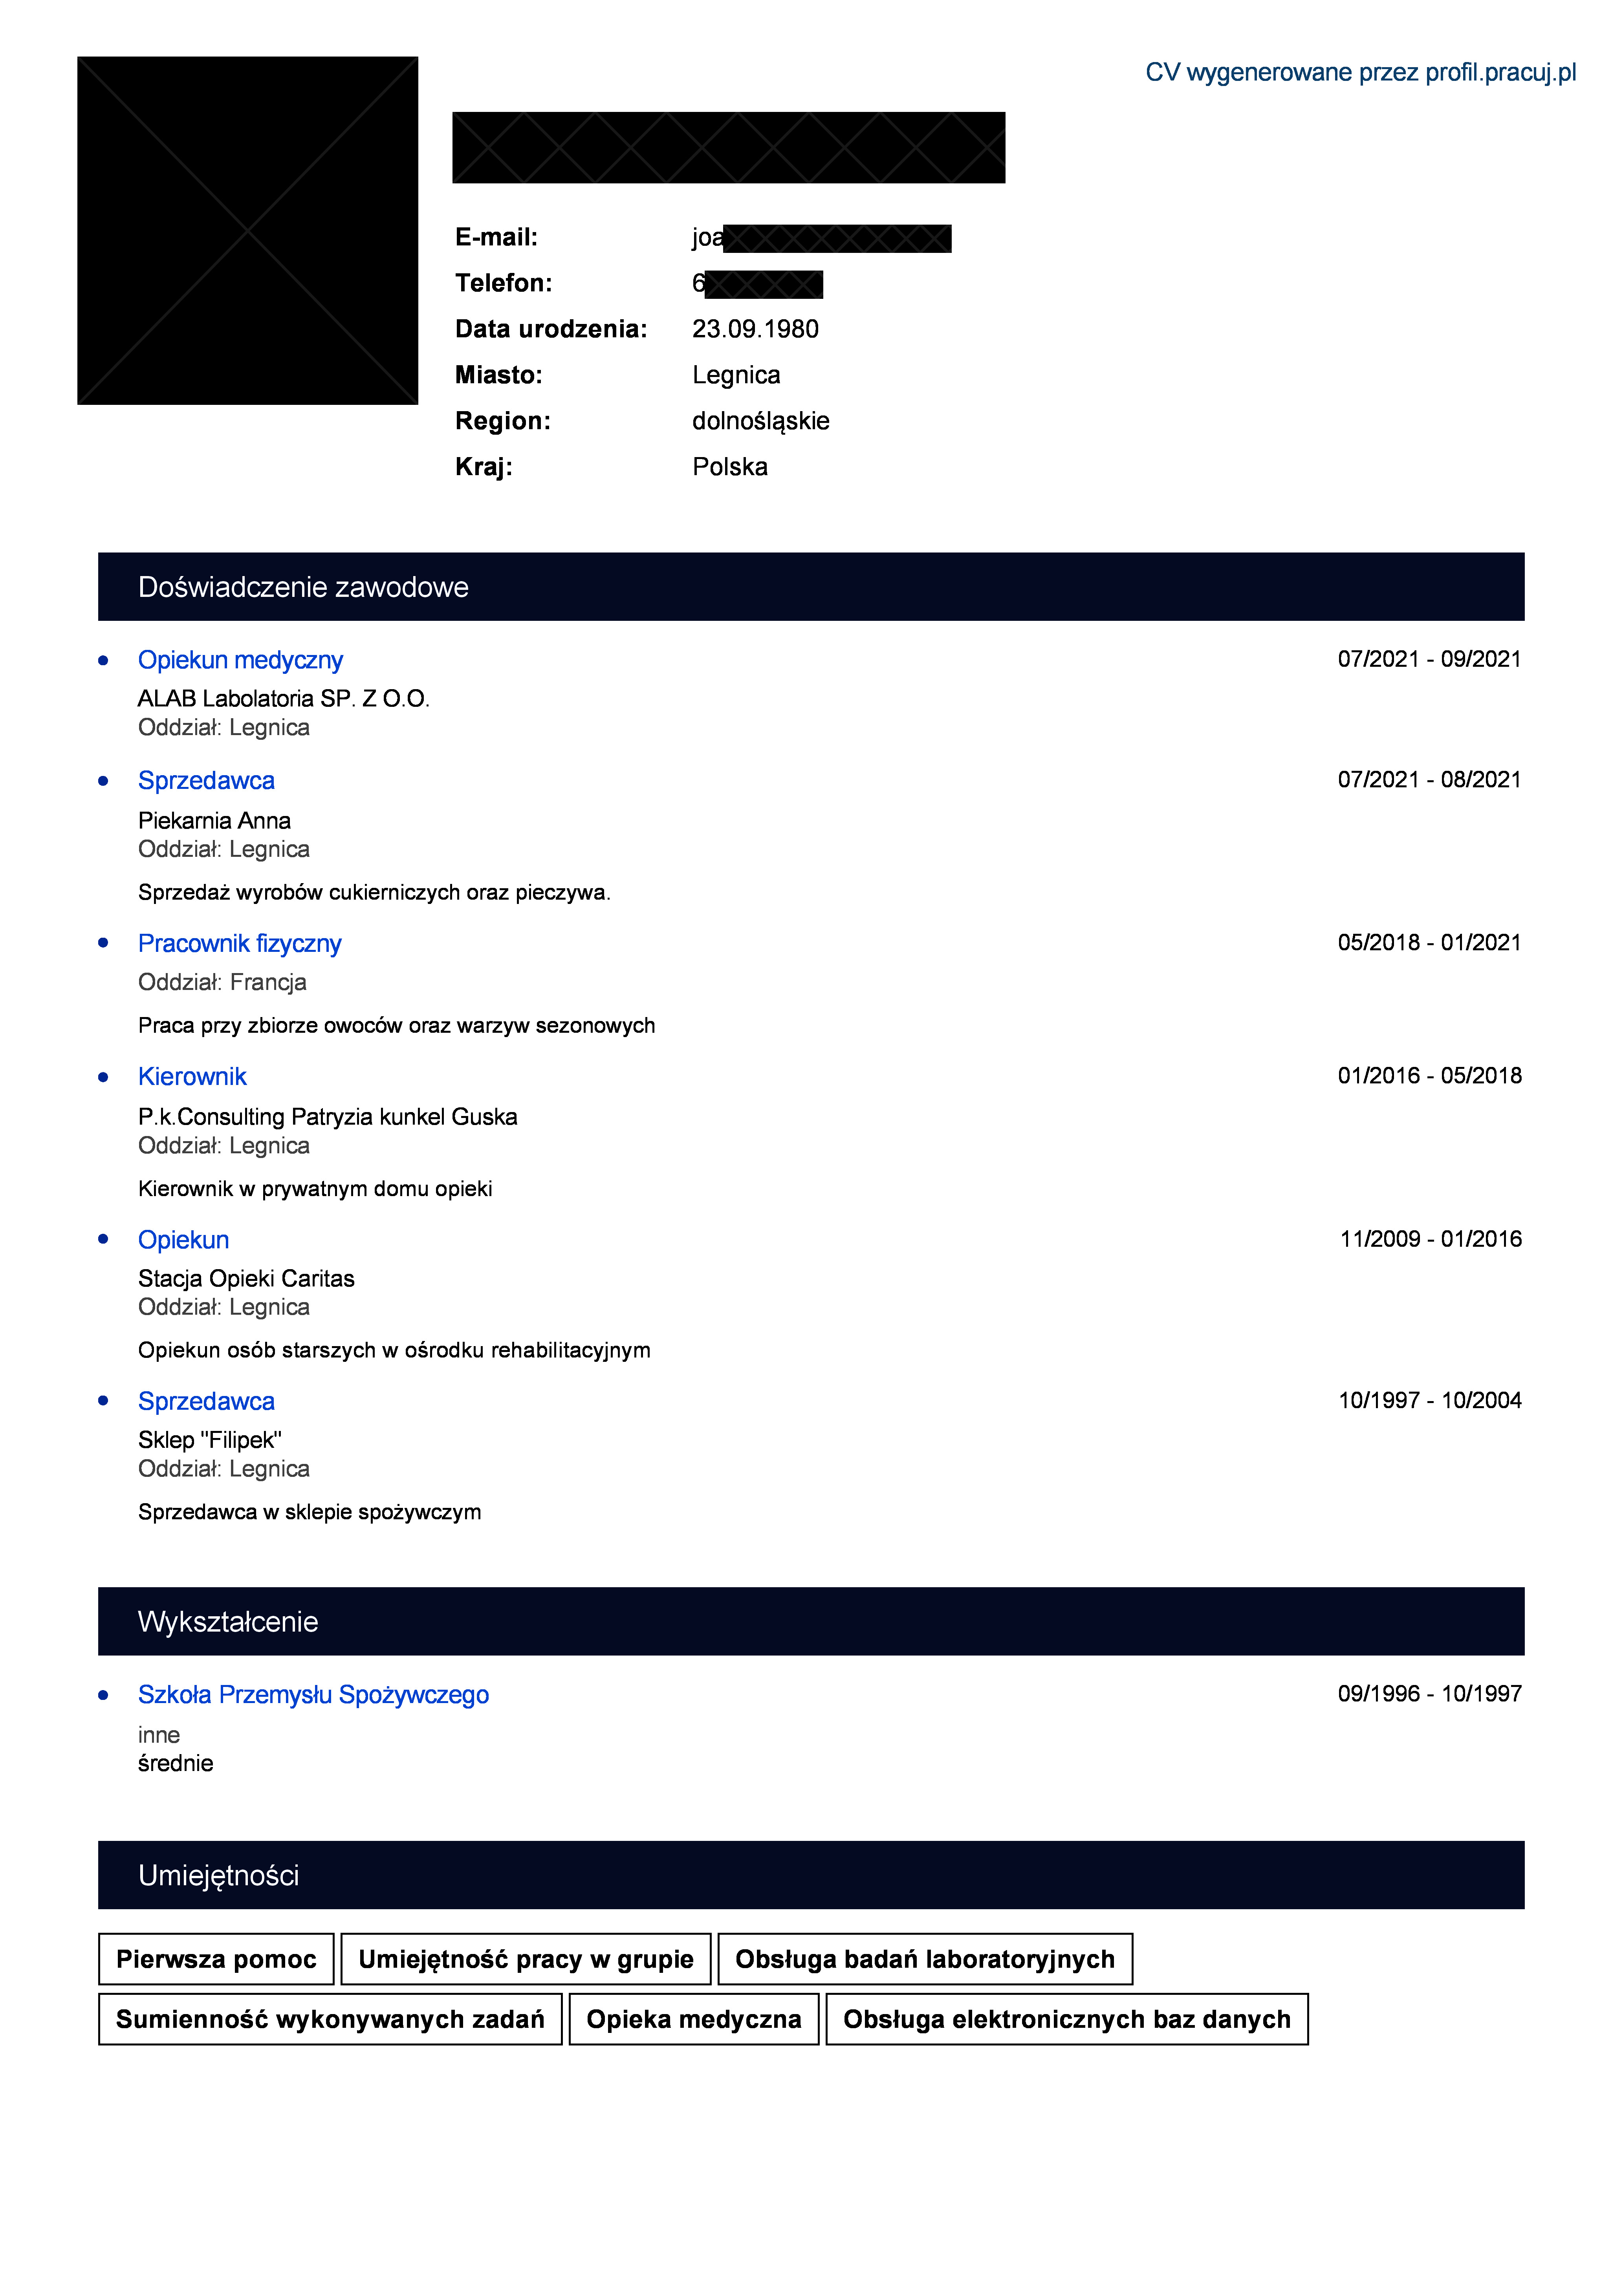 CV wygenerowane przez profil.pracuj.pl
E-mail: joa
Telefon: 6
Data urodzenia: 23.09.1980
Miasto: Legnica
Region: dolnośląskie
Kraj: Polska
Doświadczenie zawodowe
Opiekun medyczny 07/2021 - 09/2021
ALAB Labolatoria SP. Z O.O.
Oddział: Legnica
Sprzedawca 07/2021 - 08/2021
Piekarnia Anna
Oddział: Legnica
Sprzedaż wyrobów cukierniczych oraz pieczywa.
Pracownik fizyczny 05/2018 - 01/2021
Oddział: Francja
Praca przy zbiorze owoców oraz warzyw sezonowych
Kierownik 01/2016 - 05/2018
P.k.Consulting Patryzia kunkel Guska
Oddział: Legnica
Kierownik w prywatnym domu opieki
Opiekun 11/2009 - 01/2016
Stacja Opieki Caritas
Oddział: Legnica
Opiekun osób starszych w ośrodku rehabilitacyjnym
Sprzedawca 10/1997 - 10/2004
Sklep "Filipek"
Oddział: Legnica
Sprzedawca w sklepie spożywczym
Wykształcenie
Szkoła Przemysłu Spożywczego 09/1996 - 10/1997
inne
średnie
Umiejętności
Pierwsza pomoc Umiejętność pracy w grupie Obsługa badań laboratoryjnych
Sumienność wykonywanych zadań Opieka medyczna Obsługa elektronicznych baz danych